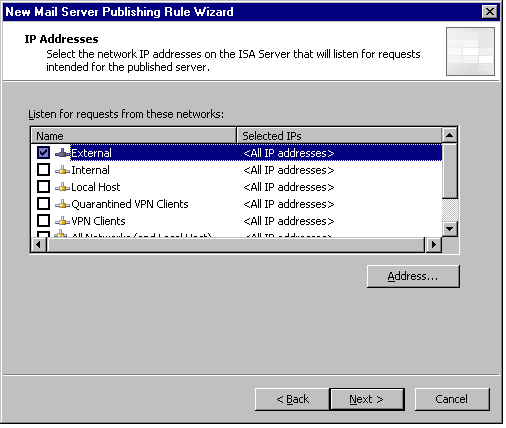 New Mail Server Publishing Rule Wizard
IP Addresses
Select the network IP addresses on the ISA Server that will listen for requests
intended for the published server.
Listen for requests from these networks:
Name Selected IPs
External <All IP addresses>
Internal <All IP addresses>
Local Host <All IP addresses>
Quarantined VPN Clients <All IP addresses>
VPN Clients <All IP addresses>
All Networks (and Local Host) <All IP addresses>
Address...
< Back Next > Cancel